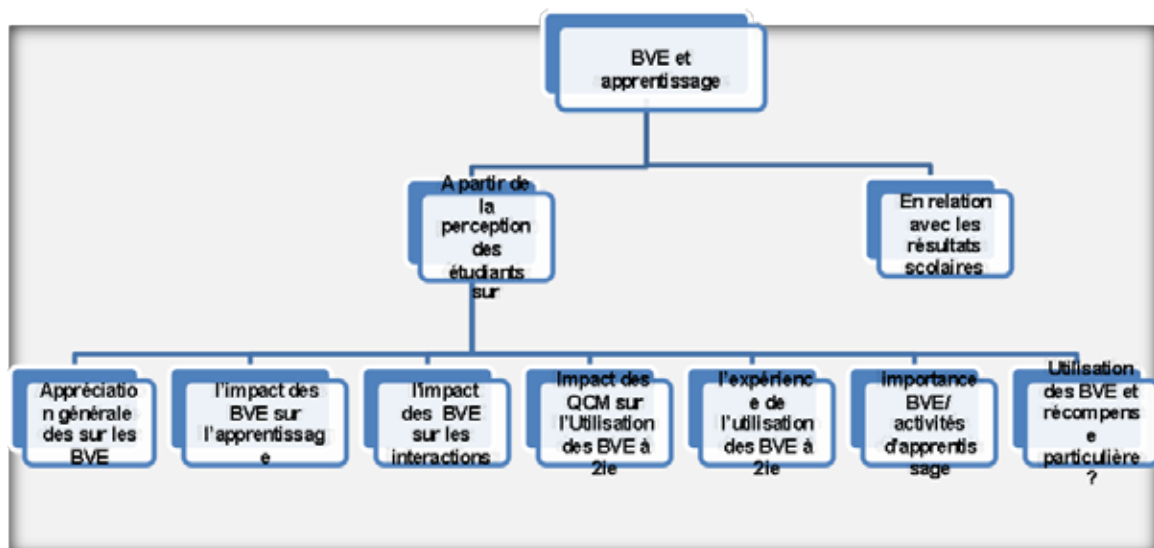 BVE et
apprentissage
A partir de
la
perception
des
étudiants
sur
En relation
avec les
résultats
scolaires
Appréciatio
n générale
des sur les
BVE
l'impact des
BVE sur
l'apprentissag
e
l'impact
des BVE
sur les
interactions
Impact des
QCM sur
l'Utilisation
des BVE à
2ie
l'expérienc
e de
l'utilisation
des BVE à
2ie
importance
BVE/
activités
d'apprentis
sage
Utilisation
des BVE et
récompens
e
particulière
?